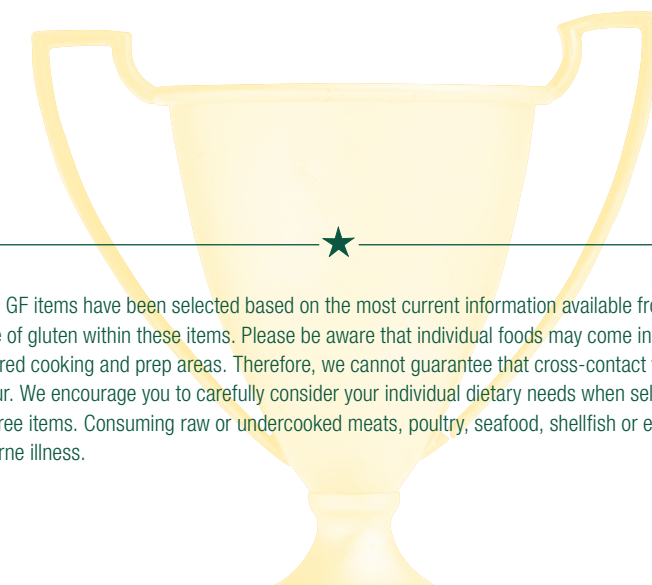 GF items have been selected based on the most current information available fr
of gluten within these items. Please be aware that individual foods may come in
red cooking and prep areas. Therefore, we cannot guarantee that cross-contact
ur. We encourage you to carefully consider your individual dietary needs when sel
ree items. Consuming raw or undercooked meats, poultry, seafood, shellfish or e
rne illness.